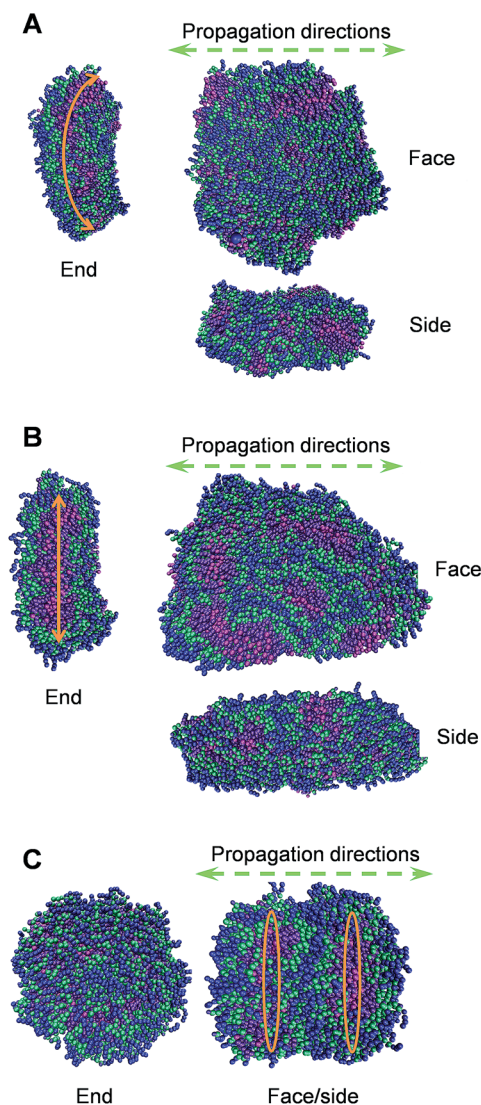 A
Propagation directions
Face
End
Side
B
Propagation directions
Face
End
Side
C
Propagation directions
End
Face/side